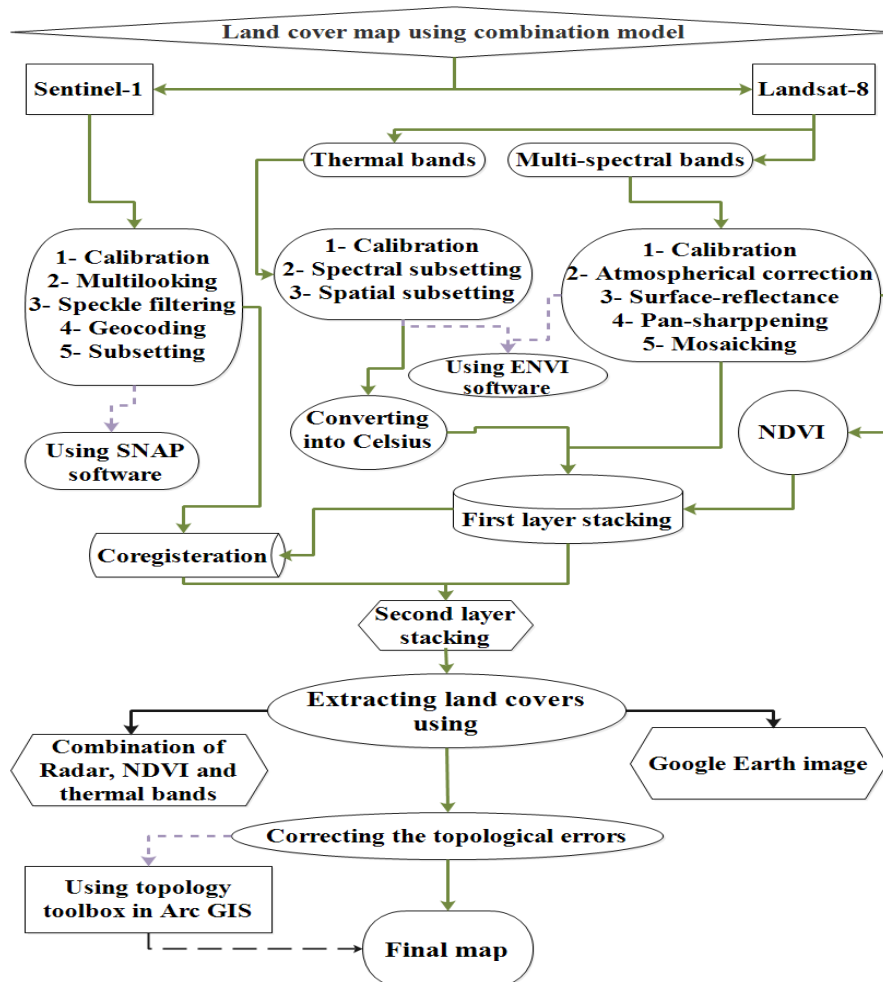 Land cover map using combination model
Sentinel-1
Landsat-8
Thermal bands
Multi-spectral bands
1- Calibration
2- Multilooking
3- Speckle filtering
4- Geocoding
5- Subsetting
1- Calibration
2- Spectral subsetting
3- Spatial subsetting
1- Calibration
2- Atmospherical correction
3- Surface-reflectance
4- Pan-sharppening
5- Mosaicking
Using ENVI
software
Using SNAP
software
Converting
into Celsius
NDVI
First layer stacking
Coregisteration
Second layer
stacking
Extracting land covers
using
Combination of
Radar, NDVI and
thermal bands
Google Earth image
Correcting the topological errors
Using topology
toolbox in Arc GIS
Final map